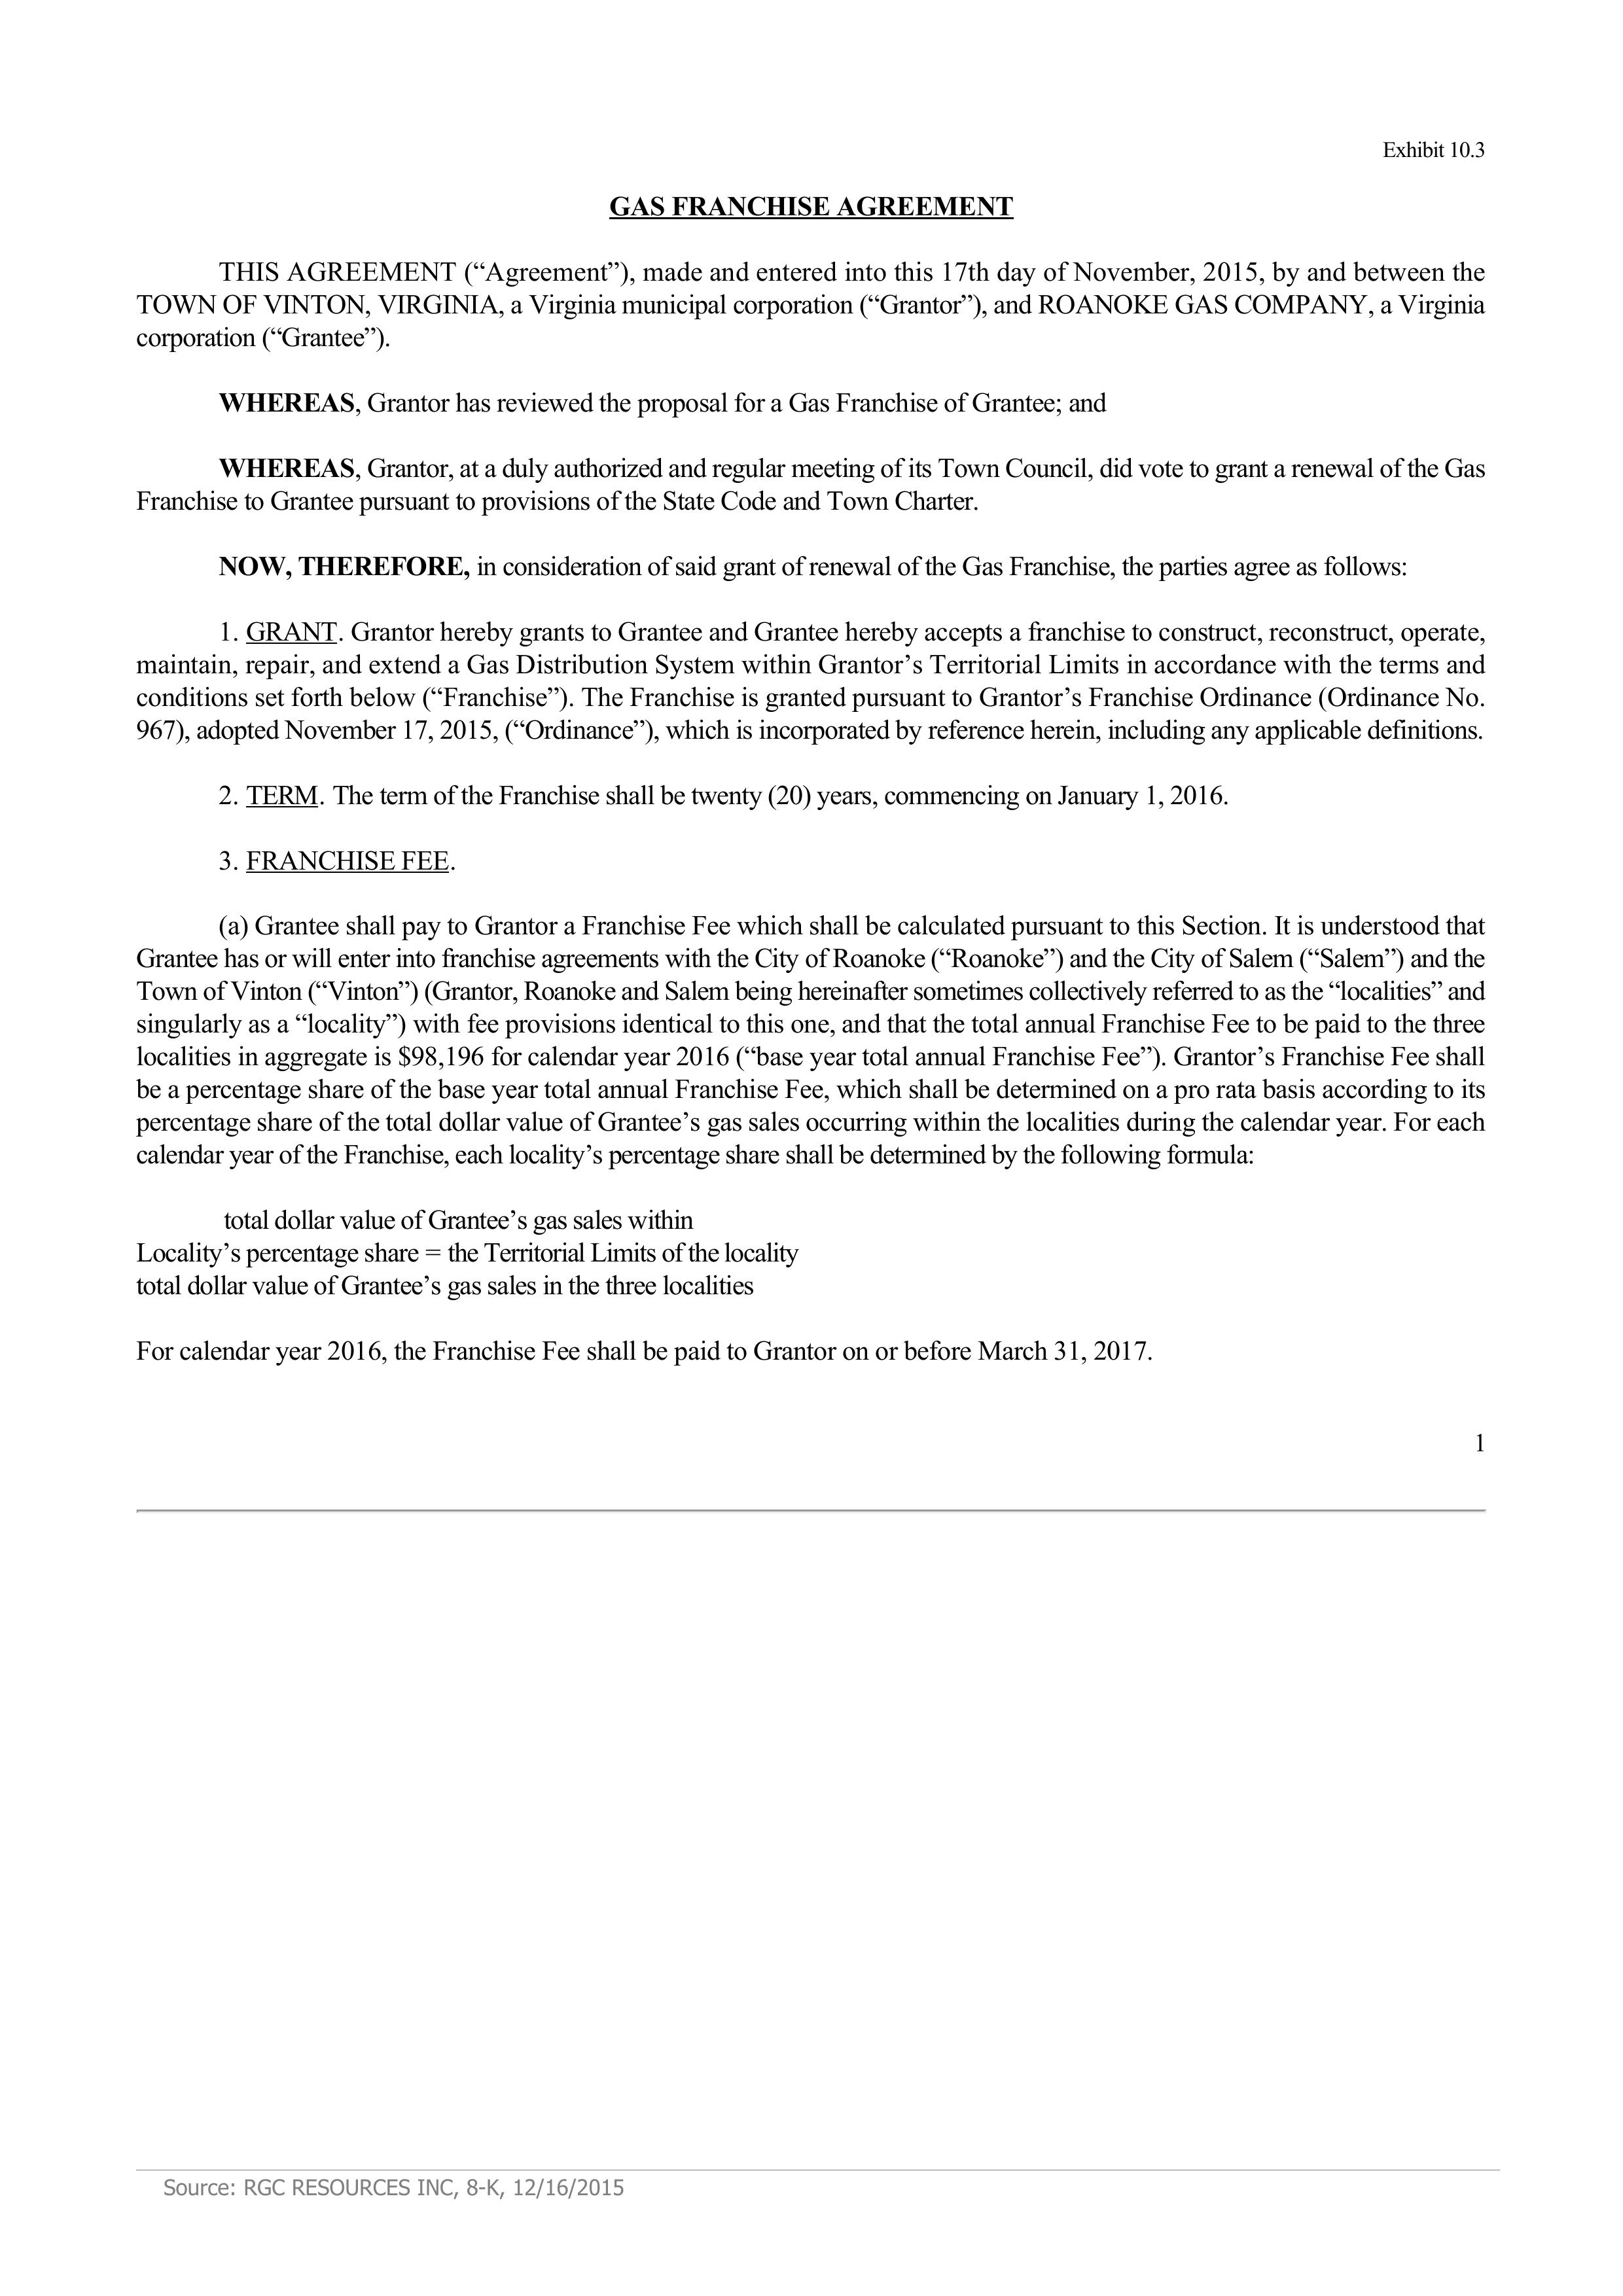 Exhibit 10.3
GAS FRANCHISE AGREEMENT
THIS AGREEMENT (“Agreement”), made and entered into this 17th day of November, 2015, by and between the
TOWN OF VINTON, VIRGINIA, a Virginia municipal corporation (“Grantor”), and ROANOKE GAS COMPANY, a Virginia
corporation (“Grantee”).
WHEREAS, Grantor has reviewed the proposal for a Gas Franchise of Grantee; and
WHEREAS, Grantor, at a duly authorized and regular meeting of its Town Council, did vote to grant a renewal of the Gas
Franchise to Grantee pursuant to provisions of the State Code and Town Charter.
NOW, THEREFORE, in consideration of said grant of renewal of the Gas Franchise, the parties agree as follows:
1. GRANT. Grantor hereby grants to Grantee and Grantee hereby accepts a franchise to construct, reconstruct, operate,
maintain, repair, and extend a Gas Distribution System within Grantor’s Territorial Limits in accordance with the terms and
conditions set forth below (“Franchise”). The Franchise is granted pursuant to Grantor’s Franchise Ordinance (Ordinance No.
967), adopted November 17, 2015, (“Ordinance”), which is incorporated by reference herein, including any applicable definitions.
2. TERM. The term of the Franchise shall be twenty (20) years, commencing on January 1, 2016.
3. FRANCHISE FEE.
(a) Grantee shall pay to Grantor a Franchise Fee which shall be calculated pursuant to this Section. It is understood that
Grantee has or will enter into franchise agreements with the City of Roanoke (“Roanoke”) and the City of Salem (“Salem”) and the
Town of Vinton (“Vinton”) (Grantor, Roanoke and Salem being hereinafter sometimes collectively referred to as the “localities” and
singularly as a “locality”) with fee provisions identical to this one, and that the total annual Franchise Fee to be paid to the three
localities in aggregate is $98,196 for calendar year 2016 (“base year total annual Franchise Fee”). Grantor’s Franchise Fee shall
be a percentage share of the base year total annual Franchise Fee, which shall be determined on a pro rata basis according to its
percentage share of the total dollar value of Grantee’s gas sales occurring within the localities during the calendar year. For each
calendar year of the Franchise, each locality’s percentage share shall be determined by the following formula:
total dollar value of Grantee’s gas sales within
Locality’s percentage share = the Territorial Limits of the locality
total dollar value of Grantee’s gas sales in the three localities
For calendar year 2016, the Franchise Fee shall be paid to Grantor on or before March 31, 2017.
1
Source: RGC RESOURCES INC, 8-K, 12/16/2015